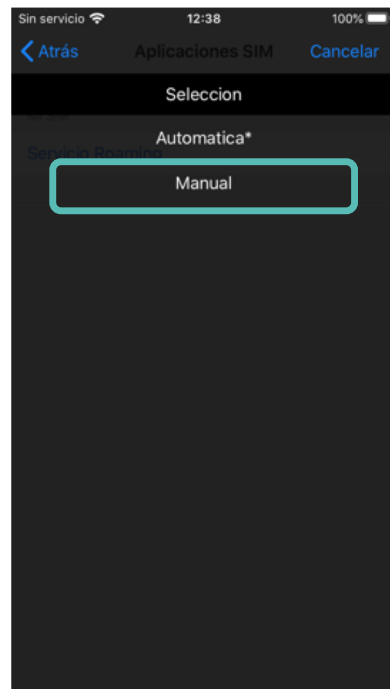 Sin servicio 12:38 100%
Atrás Aplicaciones SIM Cancelar
Seleccion
Automatica*
Servicio Roaming
Manual